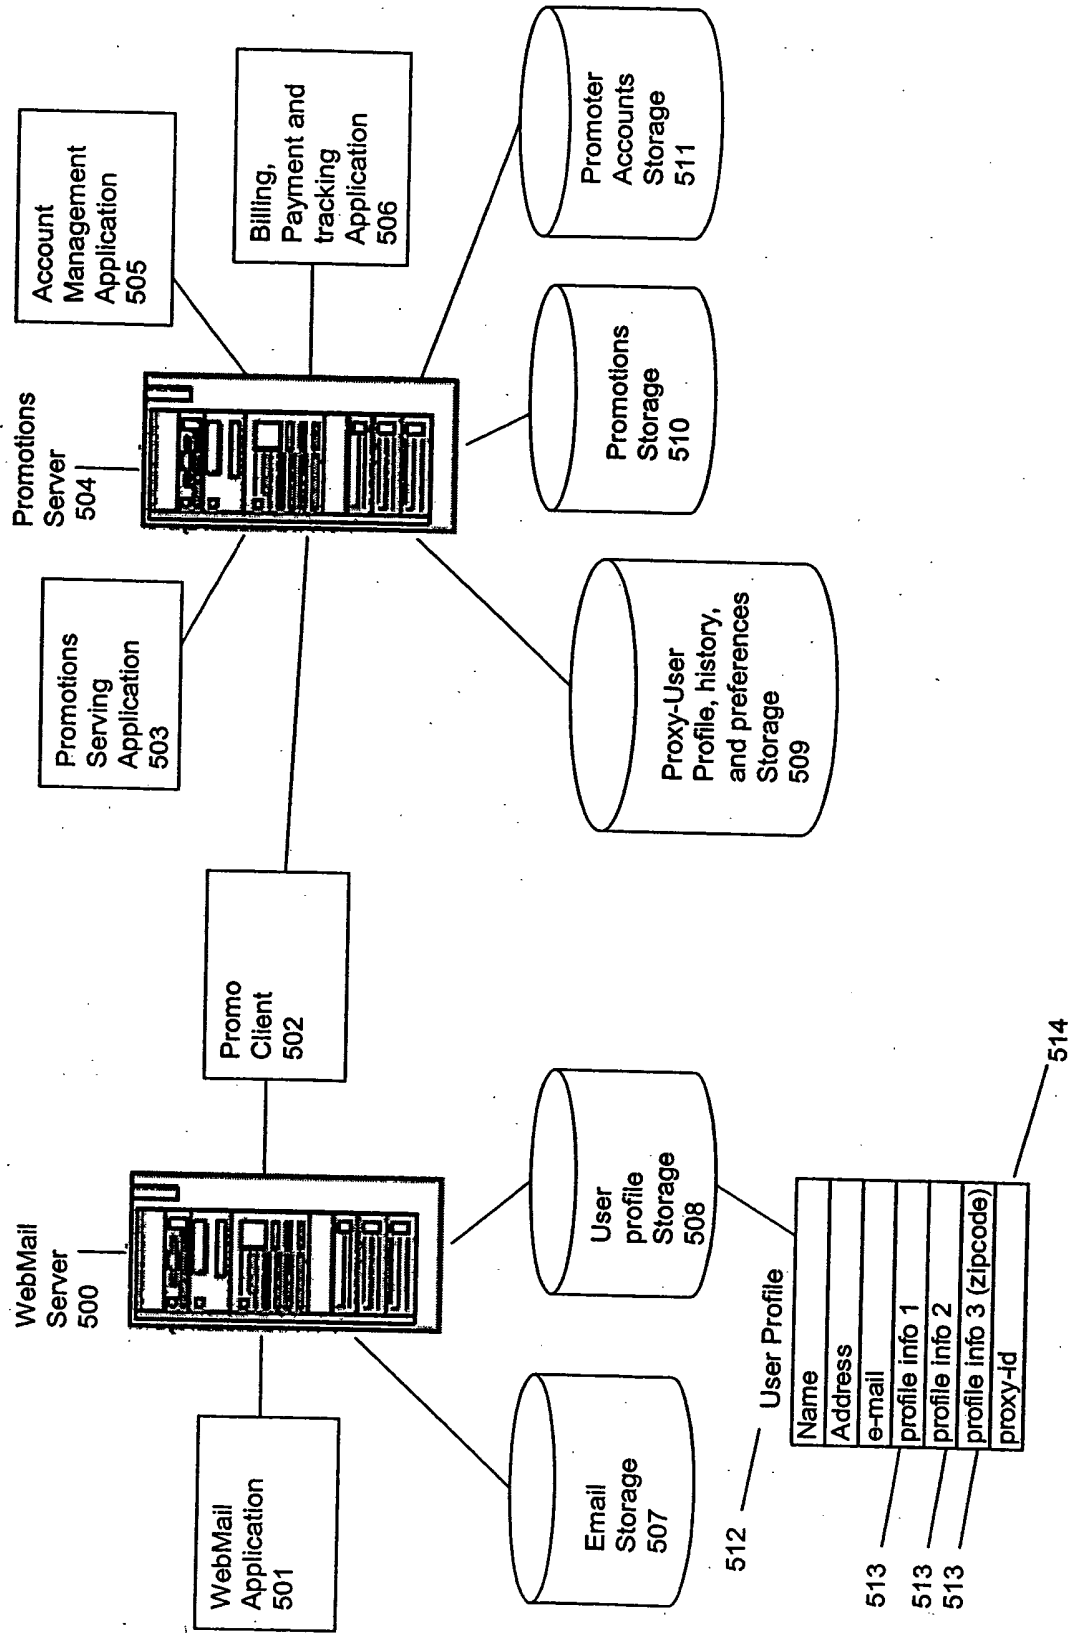 WebMail
Server
500
Promotions
Server
504
WebMail
Application
501
Promo
Client
502
Promotions
Serving
Application
503
Account
Management
Application
505
Billing,
Payment and
tracking
Application
506
Email
Storage
507
User
profile
Storage
508
Proxy-User
Profile, history,
and preferences
Storage
509
Promotions
Storage
510
Promoter
Accounts
Storage
511
512
User Profile
Name
Address
e-mail
513
profile info 1
513
profile info 2
513
profile info 3 (zipcode)
proxy-id
514